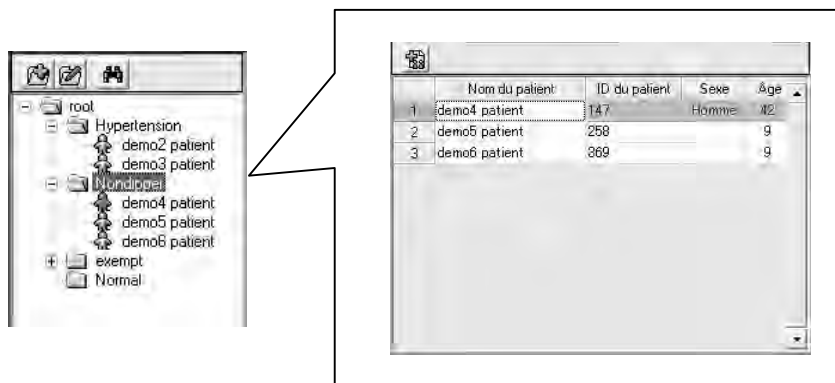 root
Hypertension
demo2 patient
demo3 patient
Nondipper
demo4 patient
demo5 patient
demo6 patient
exempt
Normal
Nom du patient ID du patient Sexe Âge
1 demo4 patient 147 Homme 42
2 demo5 patient 258 9
3 demo6 patient 369 9